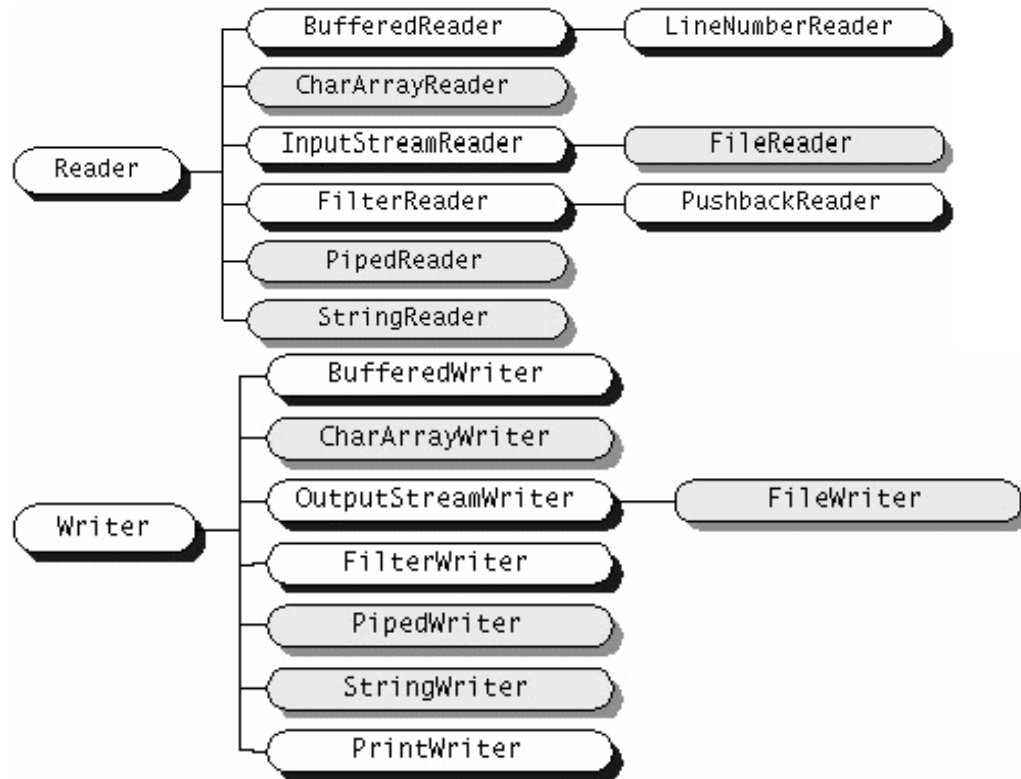 BufferedReader LineNumberReader
CharArrayReader
InputStreamReader FileReader
Reader
FilterReader PushbackReader
PipedReader
StringReader
BufferedWriter
CharArrayWriter
OutputStreamWriter FileWriter
Writer
FilterWriter
PipedWriter
StringWriter
PrintWriter